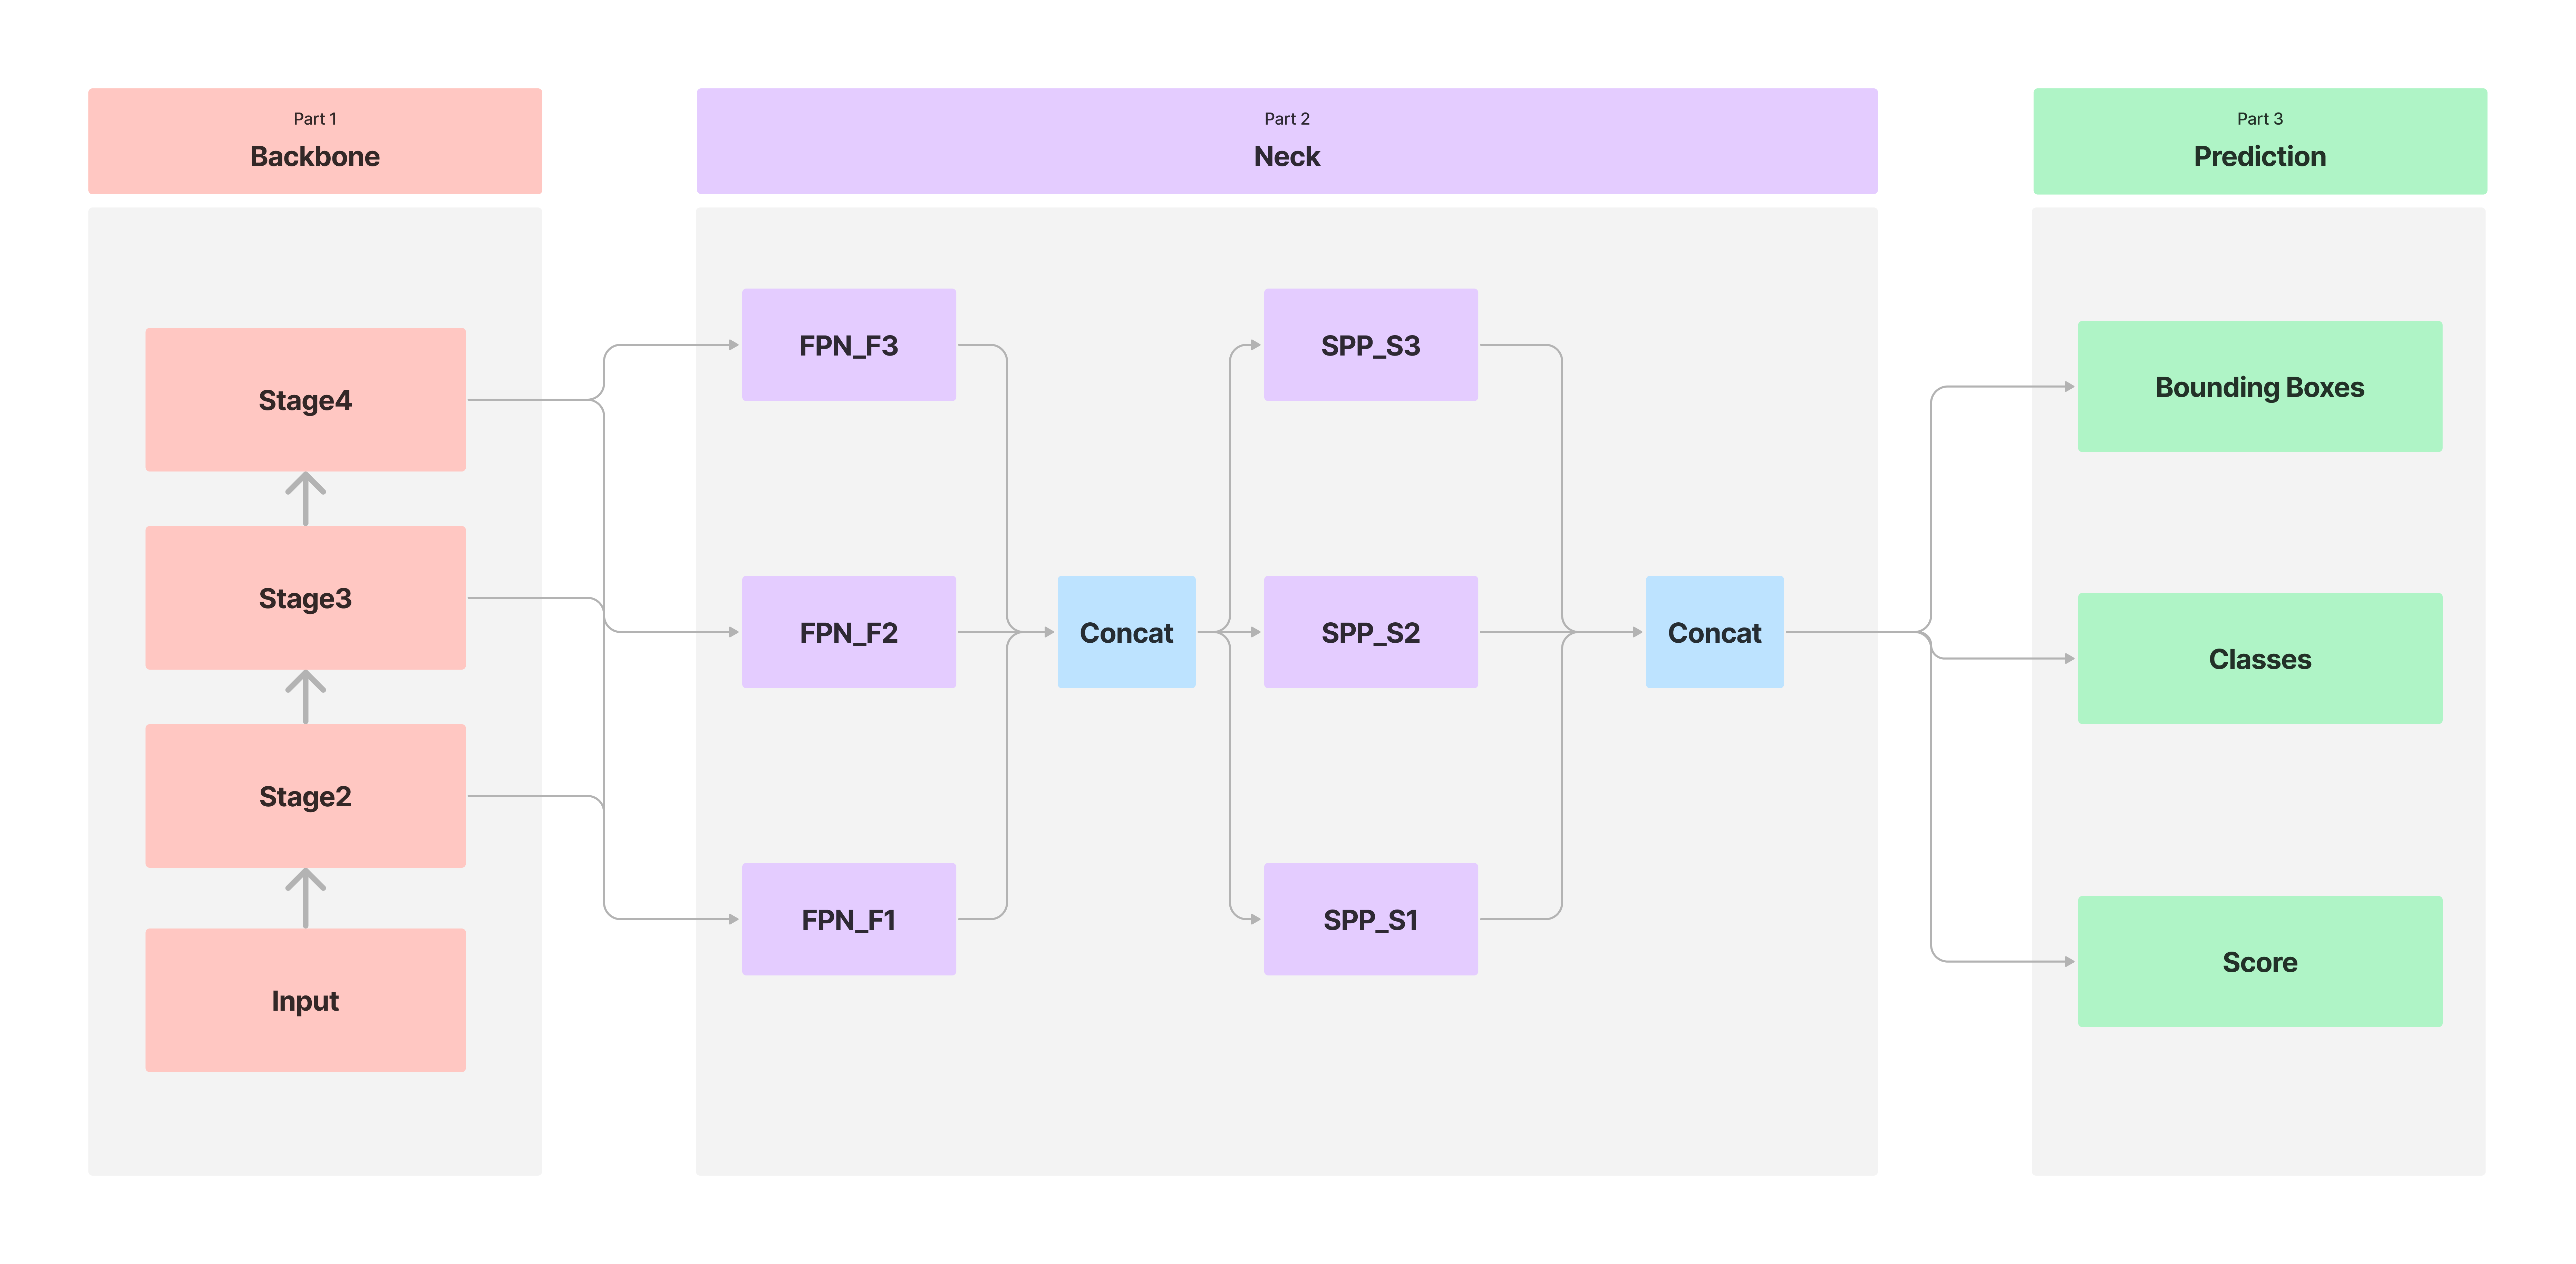 Part 1
Backbone
Part 2
Neck
Part 3
Prediction
Stage4
Stage3
Stage2
Input
FPN_F3
FPN_F2
FPN_F1
Concat
SPP_S3
SPP_S2
SPP_S1
Concat
Bounding Boxes
Classes
Score